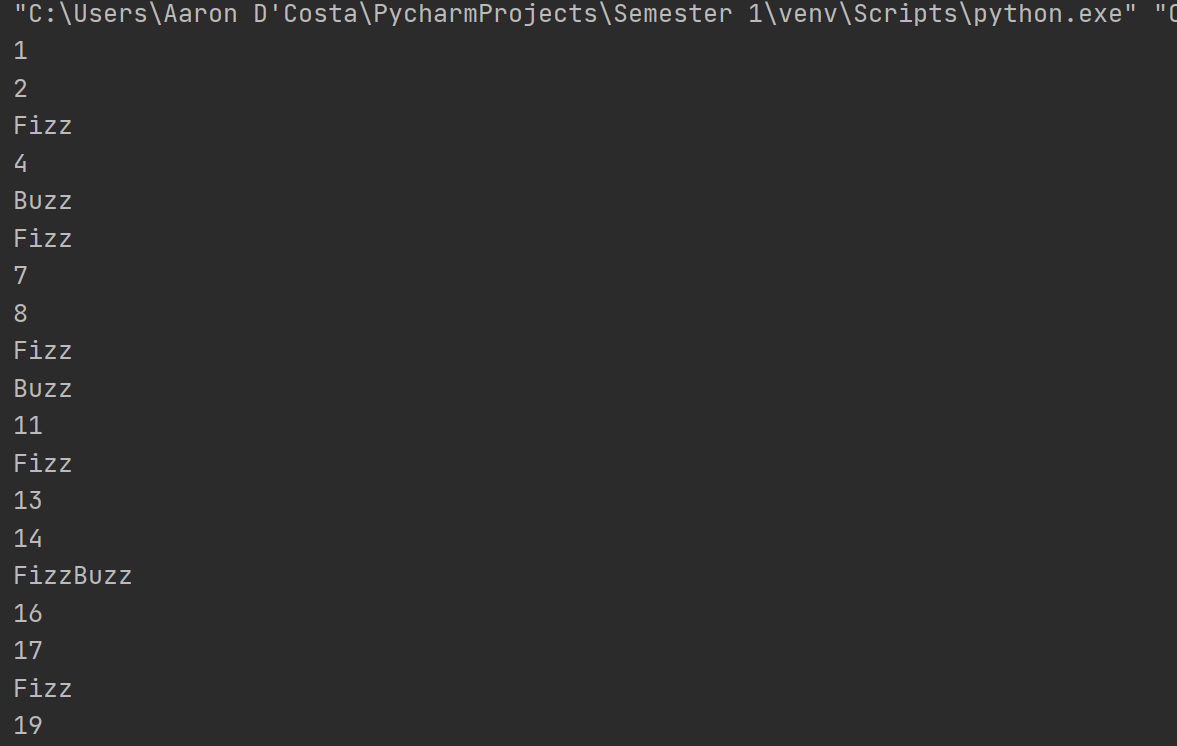 "C:\Users\Aaron D'Costa\PycharmProjects\Semester 1\venv\Scripts\python.exe" "C
1
2
Fizz
4
Buzz
Fizz
7
8
Fizz
Buzz
11
Fizz
13
14
FizzBuzz
16
17
Fizz
19